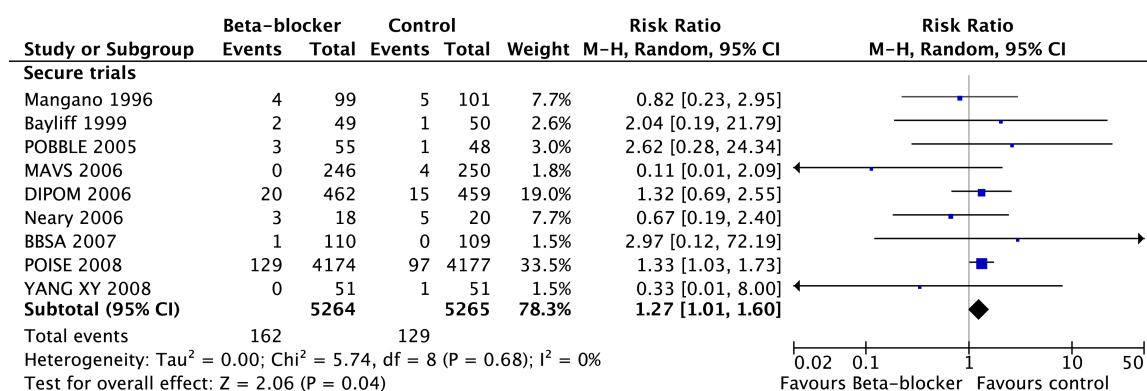 Beta-blocker Control Risk Ratio Risk Ratio
Study or Subgroup Events Total Events Total Weight M-H, Random, 95% CI M-H, Random, 95% CI
Secure trials
Mangano 1996 4 99 5 101 7.7% 0.82 [0.23, 2.95]
Bayliff 1999 2 49 1 50 2.6% 2.04 [0.19, 21.79]
POBBLE 2005 3 55 1 48 3.0% 2.62 [0.28, 24.34]
MAVS 2006 0 246 4 250 1.8% 0.11 [0.01, 2.09]
DIPOM 2006 20 462 15 459 19.0% 1.32 [0.69, 2.55]
Neary 2006 3 18 5 20 7.7% 0.67 [0.19, 2.40]
BBSA 2007 1 110 0 109 1.5% 2.97 [0.12, 72.19]
POISE 2008 129 4174 97 4177 33.5% 1.33 [1.03, 1.73]
YANG XY 2008 0 51 1 51 1.5% 0.33 [0.01, 8.00]
Subtotal (95% CI) 5264 5265 78.3% 1.27 [1.01, 1.60]
Total events 162 129
Heterogeneity: Tau² = 0.00; Chi² = 5.74, df = 8 (P = 0.68); I² = 0%
Test for overall effect: Z = 2.06 (P = 0.04)
0.02 0.1 1 10 50
Favours Beta-blocker Favours control